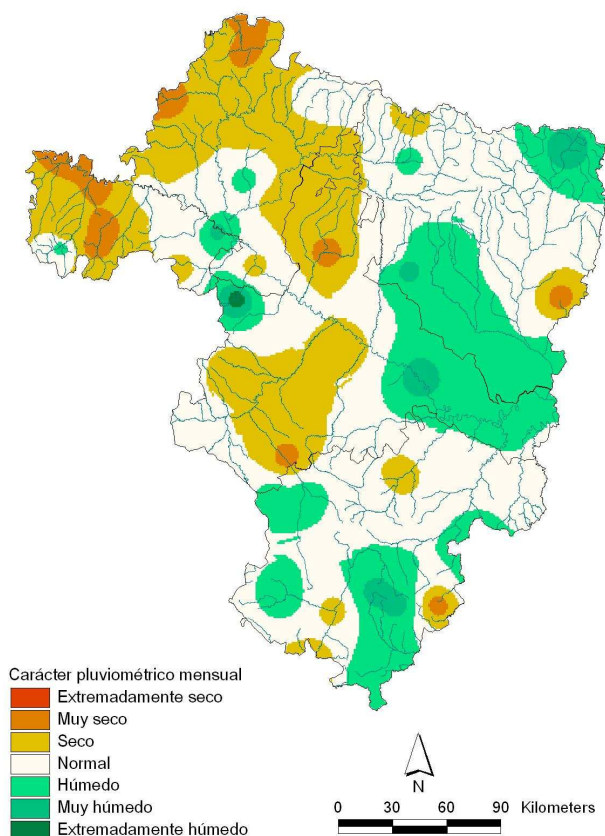 Carácter pluviométrico mensual
Extremadamente seco
Muy seco
Seco
Normal
Húmedo
Muy húmedo
Extremadamente húmedo
N
0 30 60 90 Kilometers